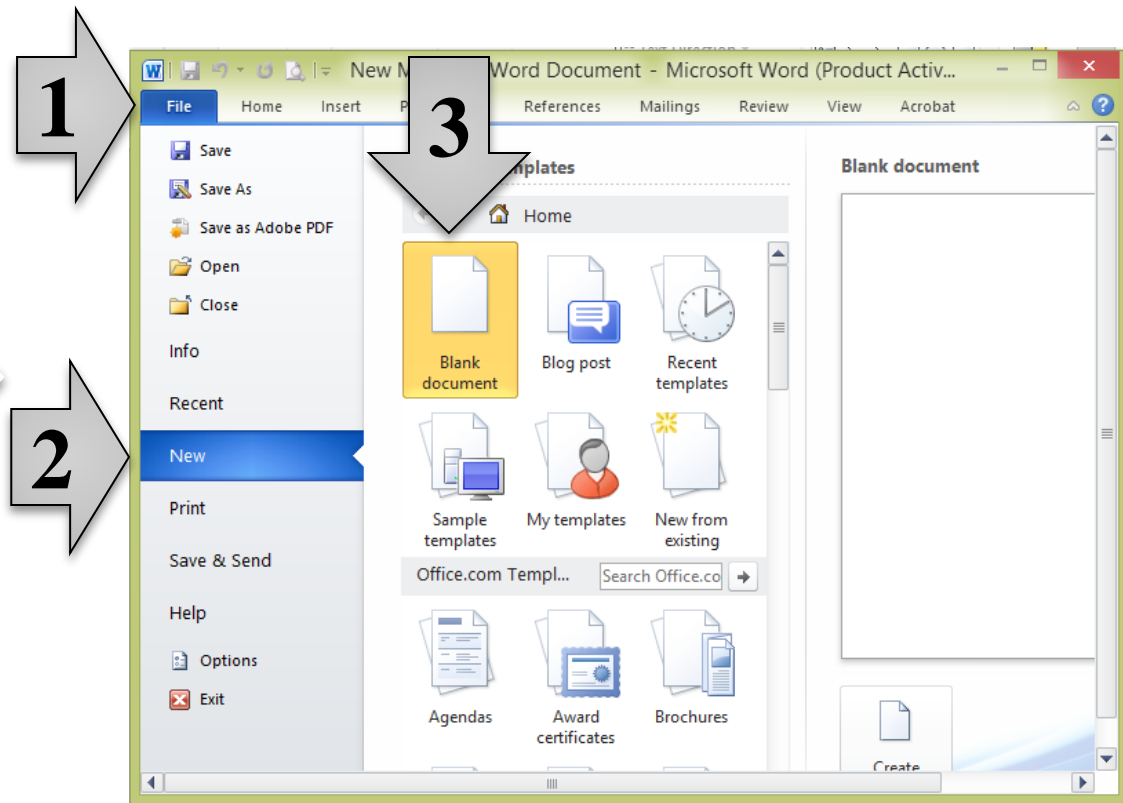 1
2
3
W
New M Word Document - Microsoft Word (Product Activ...
File Home Insert P References Mailings Review View Acrobat
Save
Save As
Save as Adobe PDF
Open
Close
Info
Recent
New
Print
Save & Send
Help
Options
Exit
mplates
Home
Blank
document
Blog post
Recent
templates
Sample
templates
My templates
New from
existing
Office.com Templ...
Search Office.co
Agendas
Award
certificates
Brochures
Blank document
Create